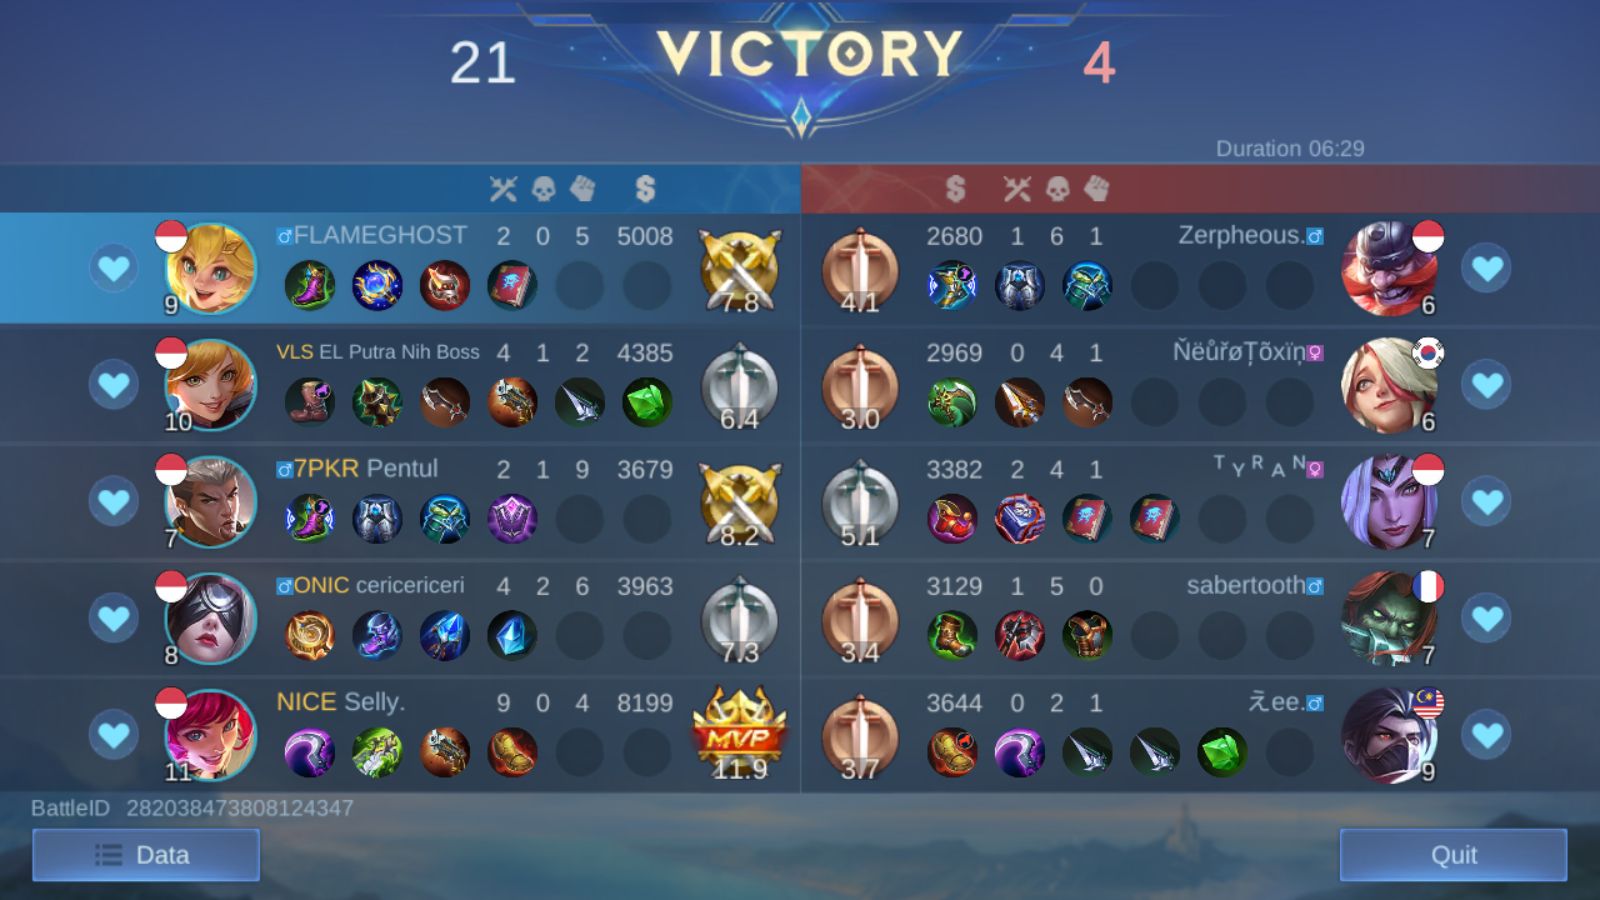 21 VICTORY 4
Duration 06:29
FLAMEGHOST 2 0 5 5008
9 7.8
2680 1 6 1 Zerpheous.
4.1 6
VLS EL Putra Nih Boss 4 1 2 4385
10 6.4
2969 0 4 1 ŇëůřøŢõxïņ
3.0 6
7PKR Pentul 2 1 9 3679
7 8.2
3382 2 4 1 ᵀ Y ᴿ A ᴺ
5.1 7
ONIC cericericeri 4 2 6 3963
8 7.3
3129 1 5 0 sabertooth
3.4 7
NICE Selly. 9 0 4 8199
11 MVP 11.9
3644 0 2 1 えee.
3.7 9
BattleID 282038473808124347
Data
Quit